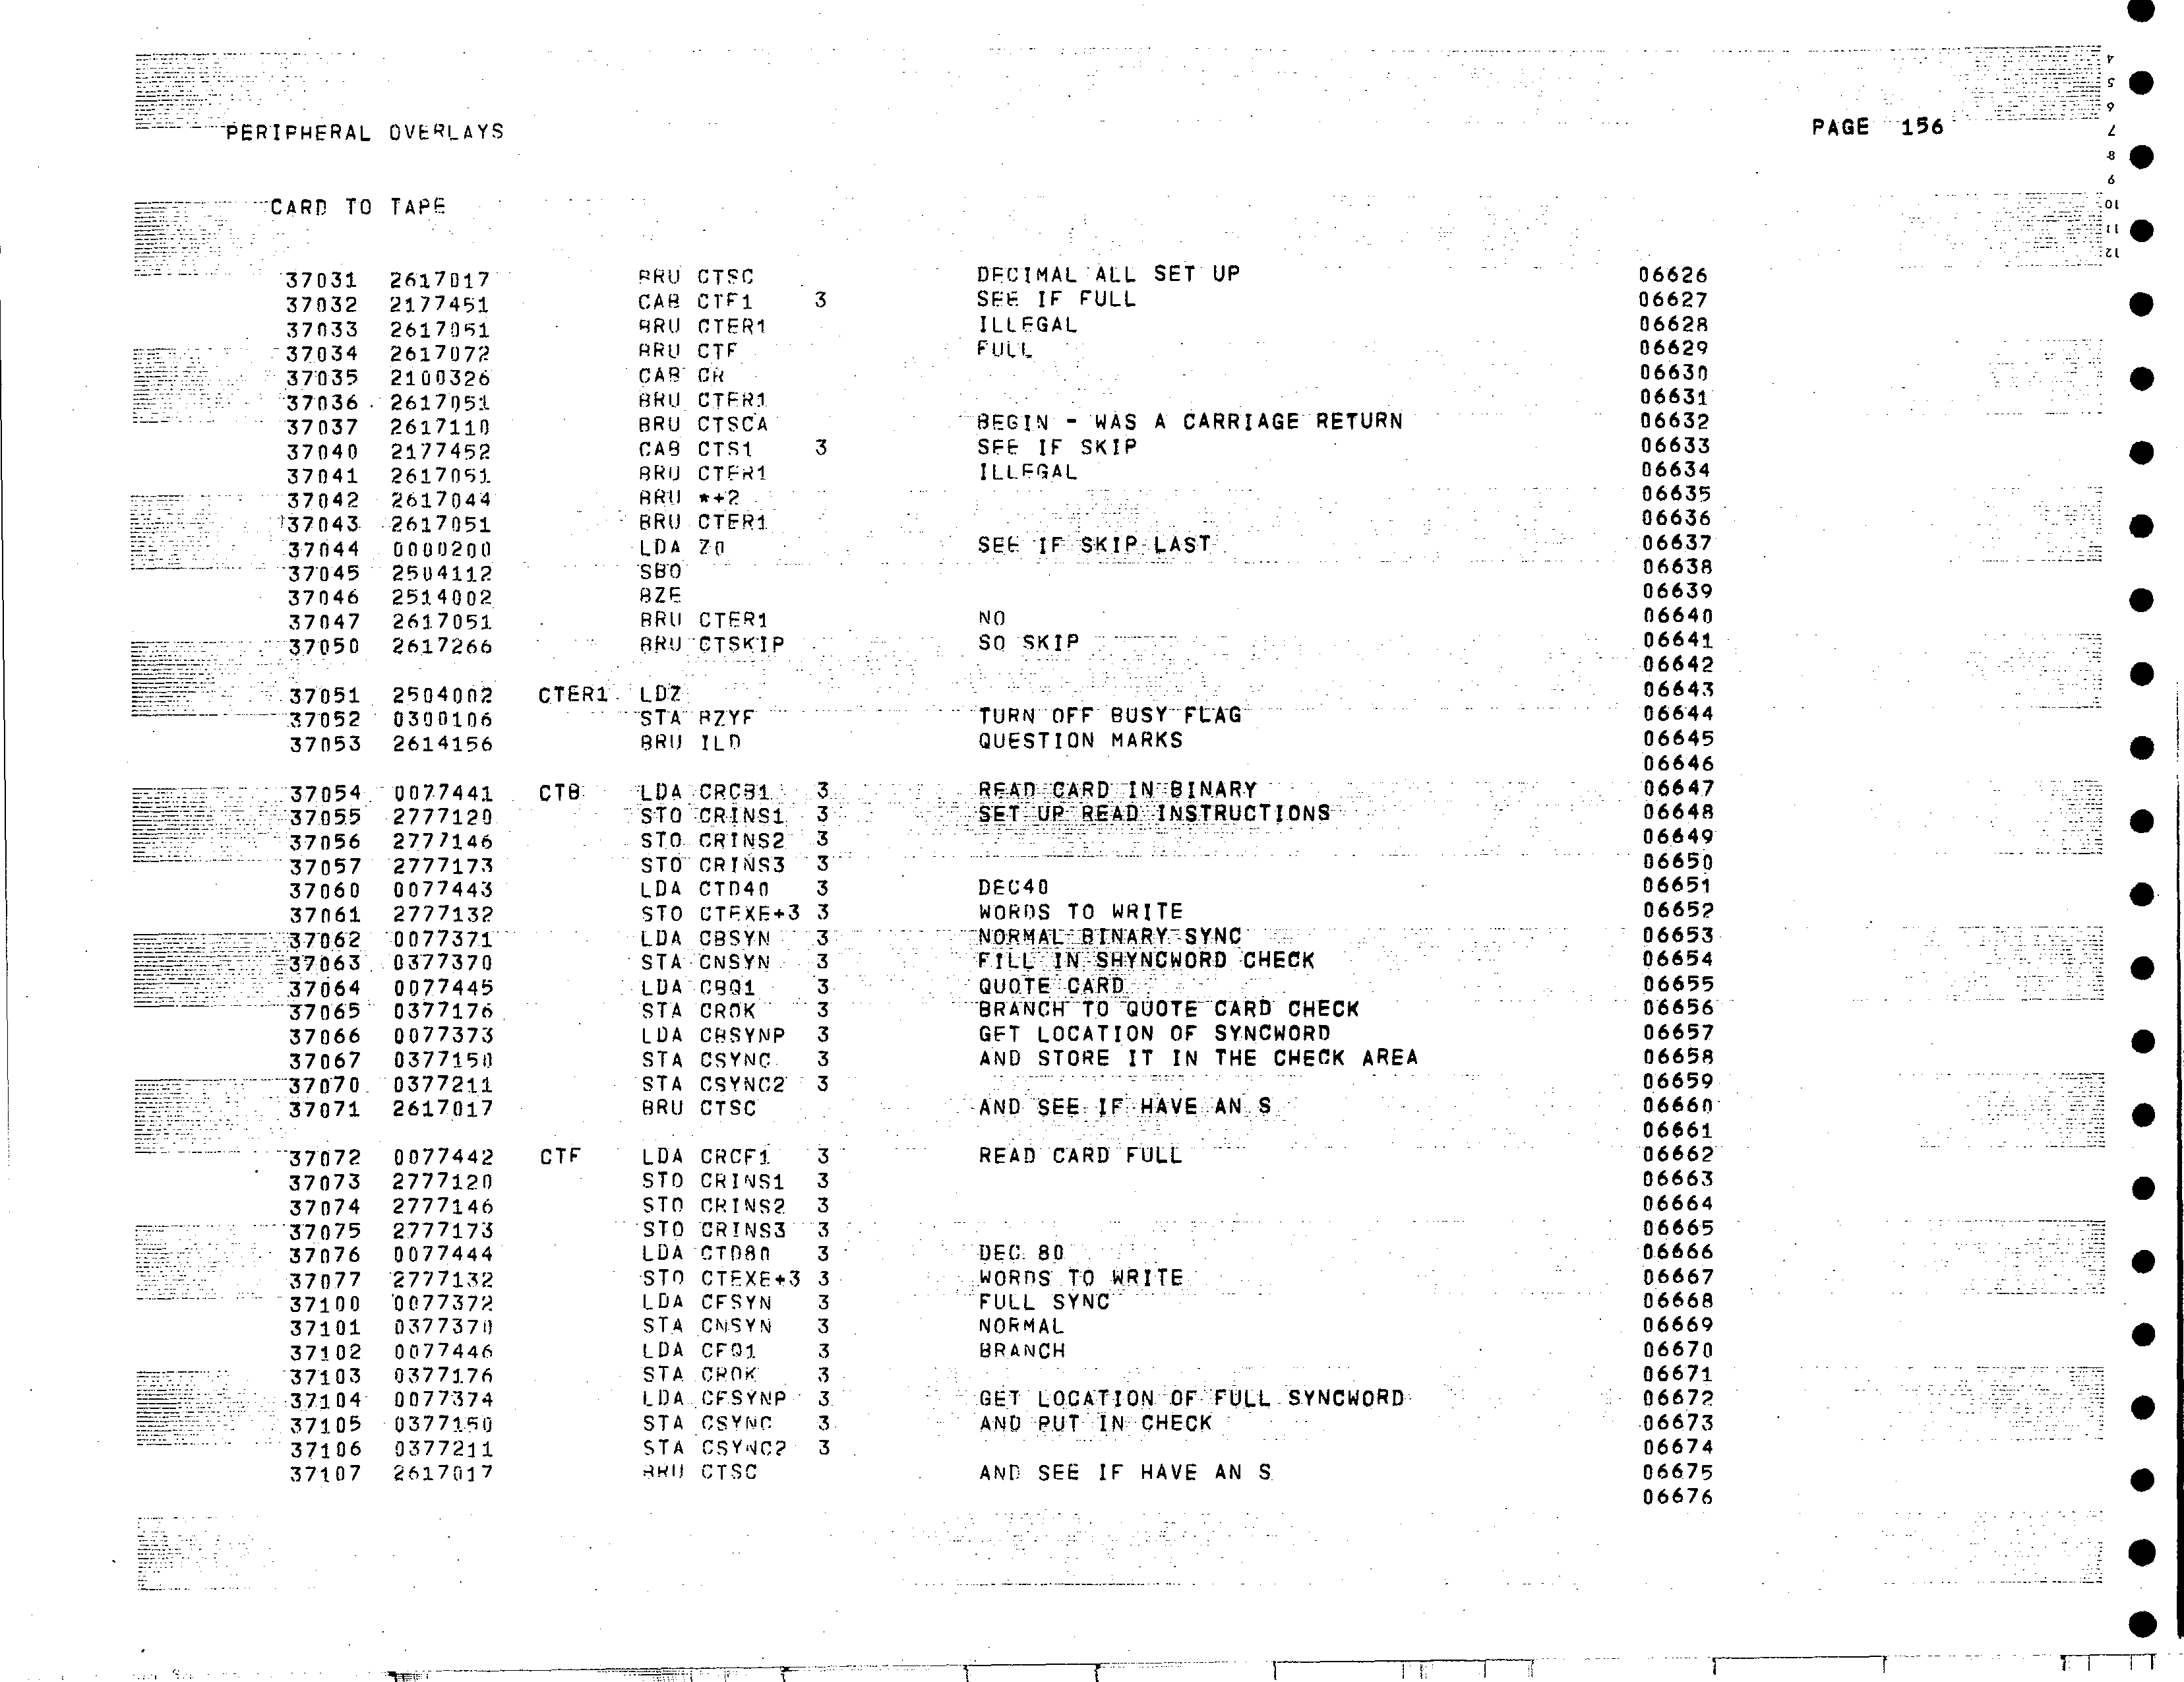 PERIPHERAL OVERLAYS PAGE 156
CARD TO TAPE
37031 2617017 BRU CTSC DECIMAL ALL SET UP 06626
37032 2177451 CAB CTF1 3 SEE IF FULL 06627
37033 2617051 BRU CTER1 ILLEGAL 06628
37034 2617072 BRU CTF FULL 06629
37035 2100326 CAB CR 06630
37036 2617051 BRU CTER1 06631
37037 2617110 BRU CTSCA BEGIN - WAS A CARRIAGE RETURN 06632
37040 2177452 CAB CTS1 3 SEE IF SKIP 06633
37041 2617051 BRU CTER1 ILLEGAL 06634
37042 2617044 BRU *+2 06635
37043 2617051 BRU CTER1 06636
37044 0000200 LDA Z0 SEE IF SKIP LAST 06637
37045 2504112 SBO 06638
37046 2514002 BZE 06639
37047 2617051 BRU CTER1 NO 06640
37050 2617266 BRU CTSKIP SO SKIP 06641
06642
37051 2504002 CTER1 LDZ 06643
37052 0300106 STA BZYF TURN OFF BUSY FLAG 06644
37053 2614156 BRU ILD QUESTION MARKS 06645
06646
37054 0077441 CTB LDA CRCB1 3 READ CARD IN BINARY 06647
37055 2777120 STO CRINS1 3 SET UP READ INSTRUCTIONS 06648
37056 2777146 STO CRINS2 3 06649
37057 2777173 STO CRINS3 3 06650
37060 0077443 LDA CTD40 3 DEC40 06651
37061 2777132 STO CTEXE+3 3 WORDS TO WRITE 06652
37062 0077371 LDA CBSYN 3 NORMAL BINARY SYNC 06653
37063 0377370 STA CNSYN 3 FILL IN SHYNCWORD CHECK 06654
37064 0077445 LDA CBQ1 3 QUOTE CARD 06655
37065 0377176 STA CROK 3 BRANCH TO QUOTE CARD CHECK 06656
37066 0077373 LDA CBSYNP 3 GET LOCATION OF SYNCWORD 06657
37067 0377150 STA CSYNC 3 AND STORE IT IN THE CHECK AREA 06658
37070 0377211 STA CSYNC2 3 06659
37071 2617017 BRU CTSC AND SEE IF HAVE AN S 06660
06661
37072 0077442 CTF LDA CRCF1 3 READ CARD FULL 06662
37073 2777120 STO CRINS1 3 06663
37074 2777146 STO CRINS2 3 06664
37075 2777173 STO CRINS3 3 06665
37076 0077444 LDA CTD80 3 DEC 80 06666
37077 2777132 STO CTEXE+3 3 WORDS TO WRITE 06667
37100 0077372 LDA CFSYN 3 FULL SYNC 06668
37101 0377370 STA CNSYN 3 NORMAL 06669
37102 0077446 LDA CFQ1 3 BRANCH 06670
37103 0377176 STA CROK 3 06671
37104 0077374 LDA CFSYNP 3 GET LOCATION OF FULL SYNCWORD 06672
37105 0377150 STA CSYNC 3 AND PUT IN CHECK 06673
37106 0377211 STA CSYNC2 3 06674
37107 2617017 BRU CTSC AND SEE IF HAVE AN S 06675
06676
4
5
6
7
8
9
10
11
12